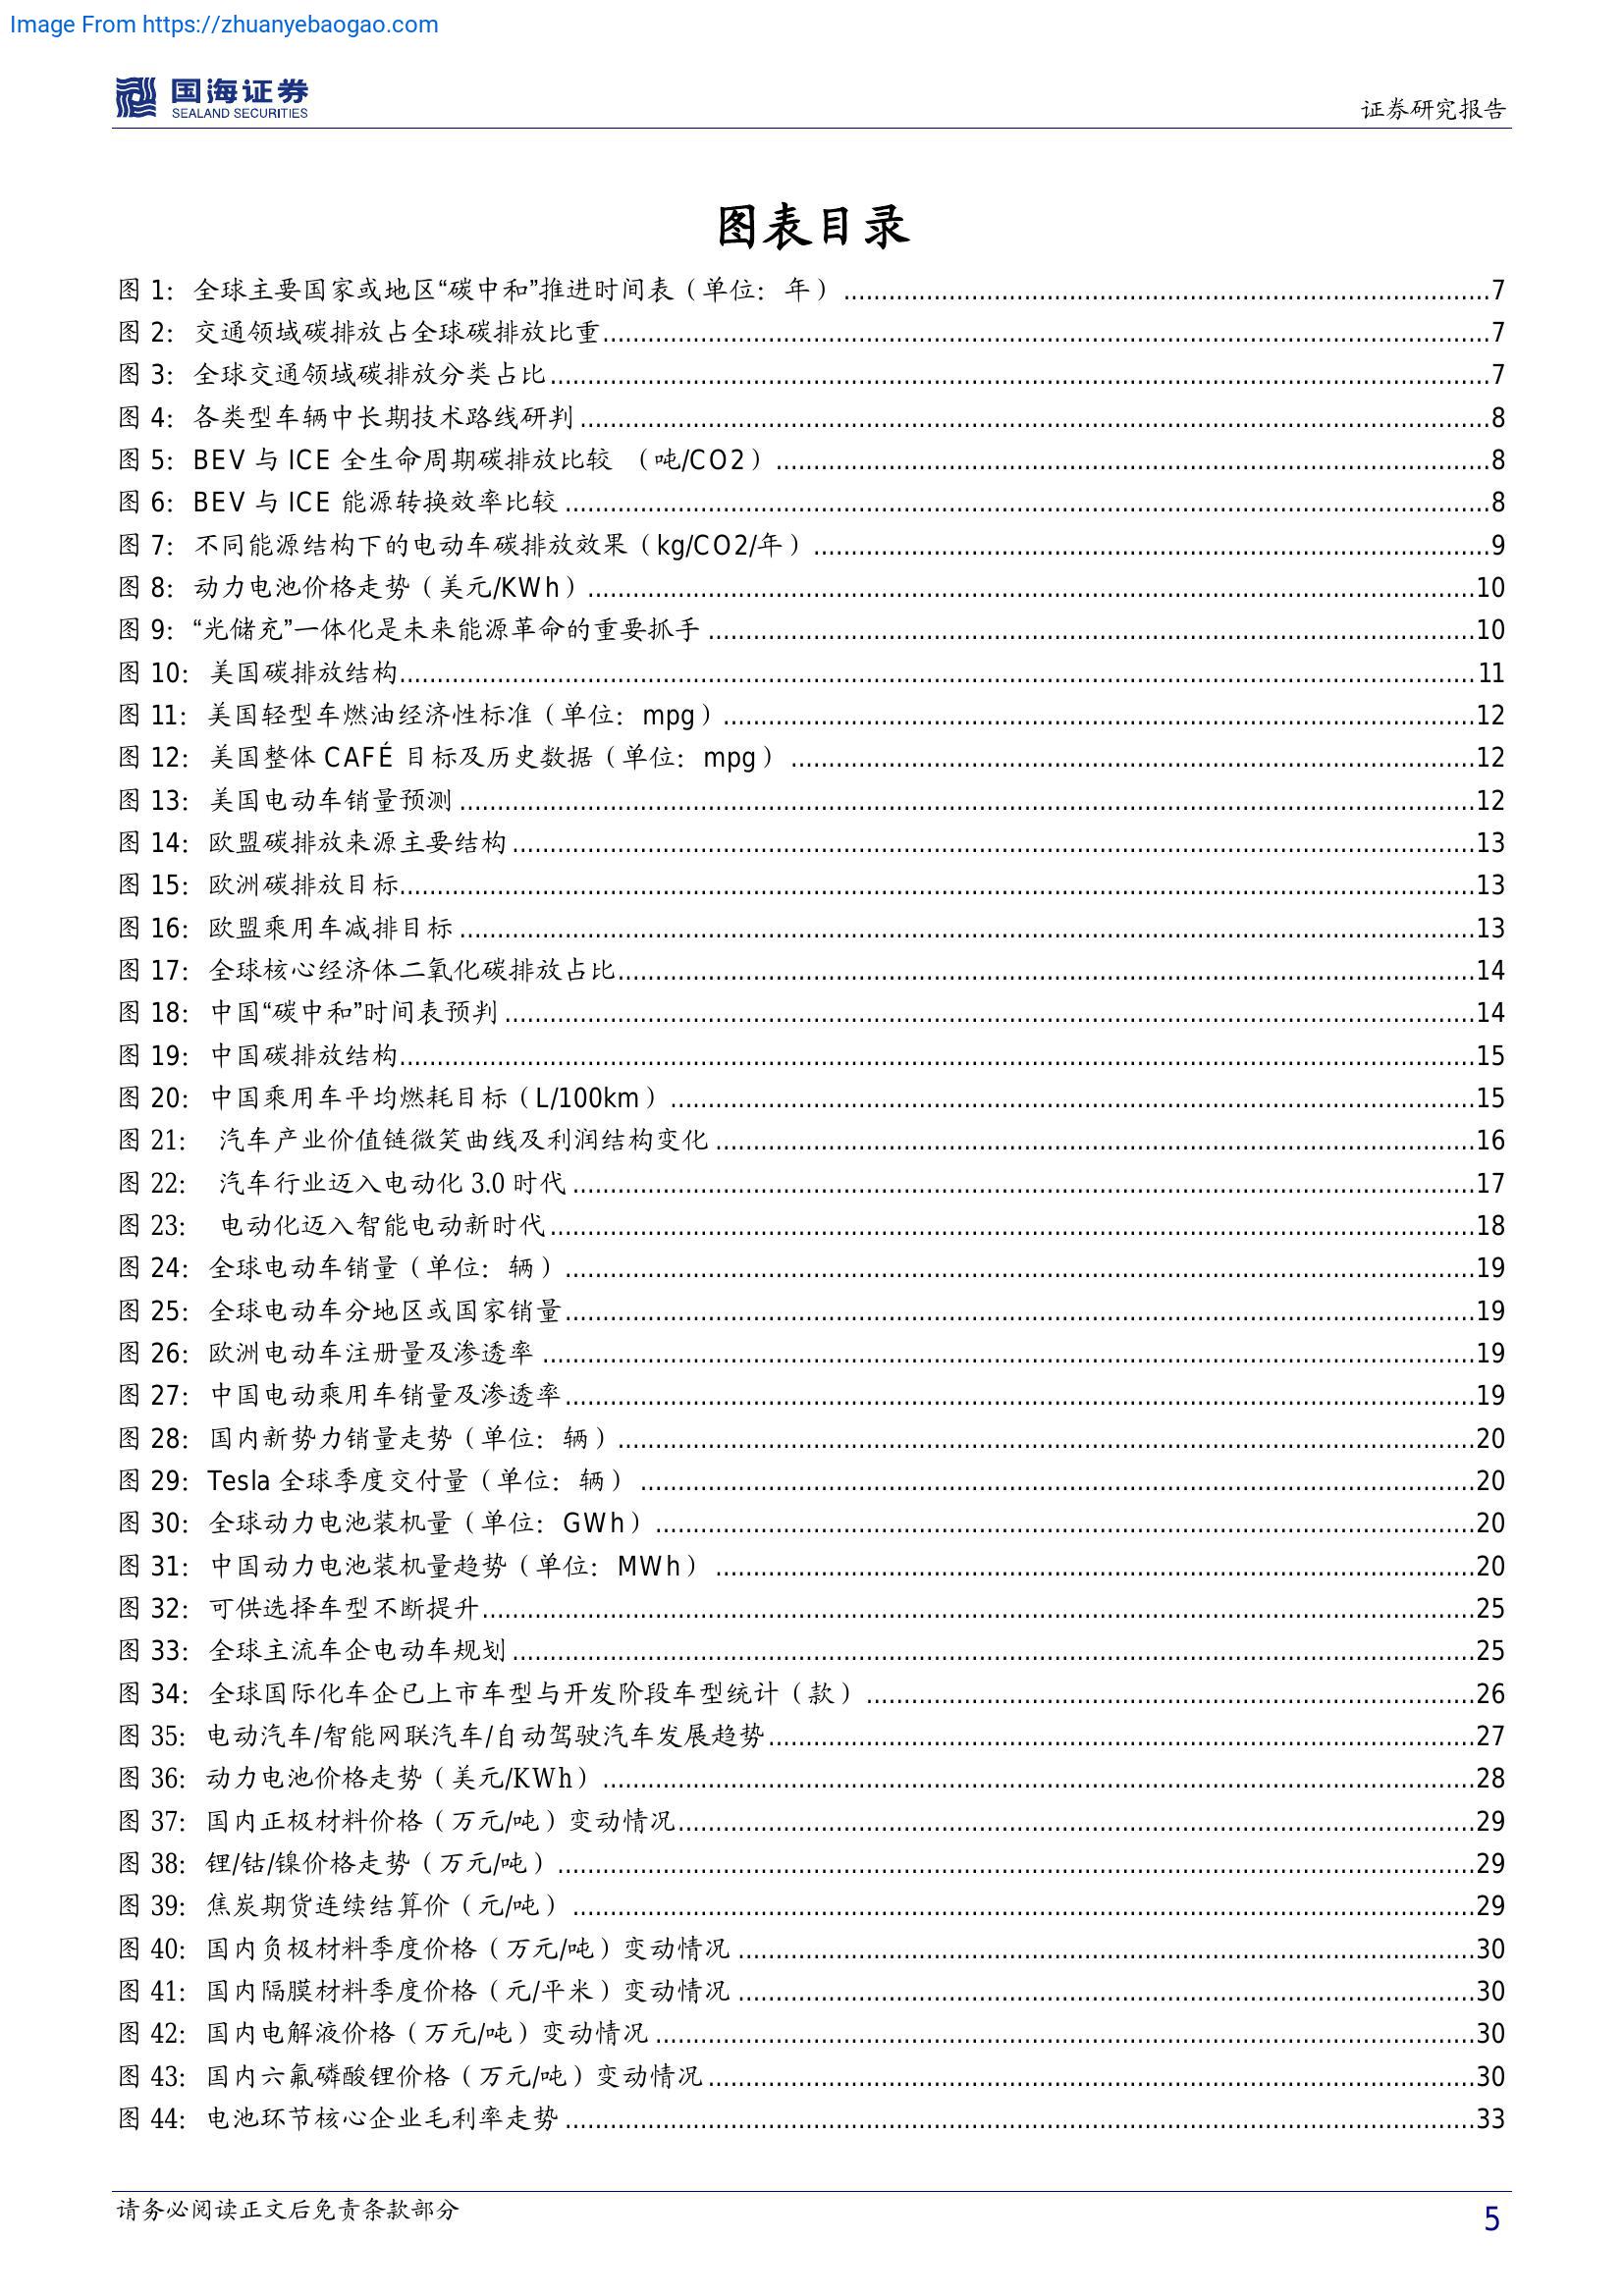 Image From https://zhuanyebaogao.com
国海证券
SEALAND SECURITIES
证券研究报告
图表目录
图 1: 全球主要国家或地区“碳中和”推进时间表（单位：年）...7
图 2: 交通领域碳排放占全球碳排放比重...7
图 3: 全球交通领域碳排放分类占比...7
图 4: 各类型车辆中长期技术路线研判...8
图 5: BEV 与 ICE 全生命周期碳排放比较 （吨/CO2）...8
图 6: BEV 与 ICE 能源转换效率比较...8
图 7: 不同能源结构下的电动车碳排放效果（kg/CO2/年）...9
图 8: 动力电池价格走势（美元/KWh）...10
图 9: “光储充”一体化是未来能源革命的重要抓手...10
图 10: 美国碳排放结构...11
图 11: 美国轻型车燃油经济性标准（单位：mpg）...12
图 12: 美国整体 CAFÉ 目标及历史数据（单位：mpg）...12
图 13: 美国电动车销量预测...12
图 14: 欧盟碳排放来源主要结构...13
图 15: 欧洲碳排放目标...13
图 16: 欧盟乘用车减排目标...13
图 17: 全球核心经济体二氧化碳排放占比...14
图 18: 中国“碳中和”时间表预判...14
图 19: 中国碳排放结构...15
图 20: 中国乘用车平均燃耗目标（L/100km）...15
图 21: 汽车产业价值链微笑曲线及利润结构变化...16
图 22: 汽车行业迈入电动化 3.0 时代...17
图 23: 电动化迈入智能电动新时代...18
图 24: 全球电动车销量（单位：辆）...19
图 25: 全球电动车分地区或国家销量...19
图 26: 欧洲电动车注册量及渗透率...19
图 27: 中国电动乘用车销量及渗透率...19
图 28: 国内新势力销量走势（单位：辆）...20
图 29: Tesla 全球季度交付量（单位：辆）...20
图 30: 全球动力电池装机量（单位：GWh）...20
图 31: 中国动力电池装机量趋势（单位：MWh）...20
图 32: 可供选择车型不断提升...25
图 33: 全球主流车企电动车规划...25
图 34: 全球国际化车企已上市车型与开发阶段车型统计（款）...26
图 35: 电动汽车/智能网联汽车/自动驾驶汽车发展趋势...27
图 36: 动力电池价格走势（美元/KWh）...28
图 37: 国内正极材料价格（万元/吨）变动情况...29
图 38: 锂/钴/镍价格走势（万元/吨）...29
图 39: 焦炭期货连续结算价（元/吨）...29
图 40: 国内负极材料季度价格（万元/吨）变动情况...30
图 41: 国内隔膜材料季度价格（元/平米）变动情况...30
图 42: 国内电解液价格（万元/吨）变动情况...30
图 43: 国内六氟磷酸锂价格（万元/吨）变动情况...30
图 44: 电池环节核心企业毛利率走势...33
请务必阅读正文后免责条款部分
5